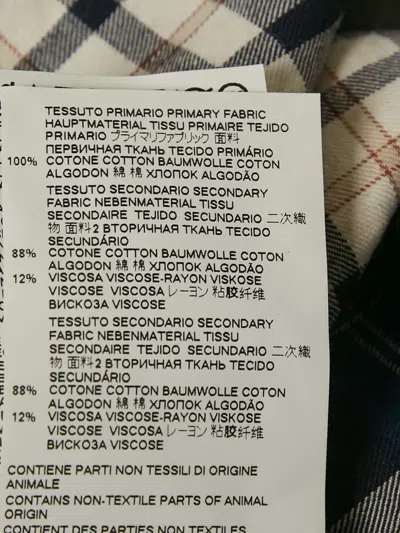 TESSUTO PRIMARIO PRIMARY FABRIC
HAUPTMATERIAL TISSU PRIMAIRE TEJIDO
PRIMARIO プライマリファブリック 面料
ПЕРВИЧНАЯ ТКАНЬ TECIDO PRIMÁRIO
100% COTONE COTTON BAUMWOLLE COTON
ALGODON 綿 棉 ХЛОПОК ALGODÃO
TESSUTO SECONDARIO SECONDARY
FABRIC NEBENMATERIAL TISSU
SECONDAIRE TEJIDO SECUNDARIO 二次織
物 面料2 ВТОРИЧНАЯ ТКАНЬ TECIDO
SECUNDÁRIO
88% COTONE COTTON BAUMWOLLE COTON
ALGODON 綿 棉 ХЛОПОК ALGODÃO
12% VISCOSA VISCOSE-RAYON VISKOSE
VISCOSE VISCOSA レーヨン 粘胶纤维
ВИСКОЗА VISCOSE
TESSUTO SECONDARIO SECONDARY
FABRIC NEBENMATERIAL TISSU
SECONDAIRE TEJIDO SECUNDARIO 二次織
物 面料2 ВТОРИЧНАЯ ТКАНЬ TECIDO
SECUNDÁRIO
88% COTONE COTTON BAUMWOLLE COTON
ALGODON 綿 棉 ХЛОПОК ALGODÃO
12% VISCOSA VISCOSE-RAYON VISKOSE
VISCOSE VISCOSA レーヨン 粘胶纤维
ВИСКОЗА VISCOSE
CONTIENE PARTI NON TESSILI DI ORIGINE
ANIMALE
CONTAINS NON-TEXTILE PARTS OF ANIMAL
ORIGIN
CONTIENT DES PARTIES NON TEXTILES